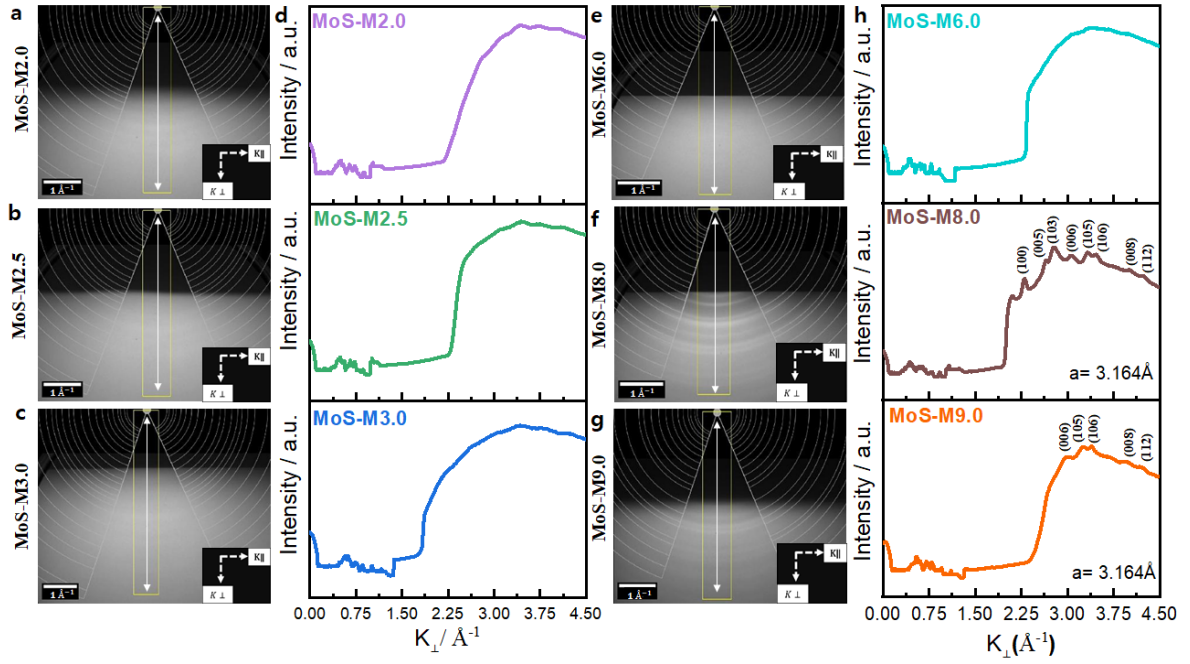 a
MoS-M2.0
K∥
K⊥
1 Å⁻¹
b
MoS-M2.5
K∥
K⊥
1 Å⁻¹
c
MoS-M3.0
K∥
K⊥
1 Å⁻¹
d
MoS-M2.0
Intensity / a.u.
MoS-M2.5
Intensity / a.u.
MoS-M3.0
Intensity / a.u.
0.00 0.75 1.50 2.25 3.00 3.75 4.50
K⊥/ Å⁻¹
e
MoS-M6.0
K∥
K⊥
1 Å⁻¹
f
MoS-M8.0
K∥
K⊥
1 Å⁻¹
g
MoS-M9.0
K∥
K⊥
1 Å⁻¹
h
MoS-M6.0
Intensity / a.u.
MoS-M8.0
(100) (005) (103) (006) (105) (106) (008) (112)
a= 3.164Å
Intensity / a.u.
MoS-M9.0
(006) (105) (106) (008) (112)
a= 3.164Å
Intensity / a.u.
0.00 0.75 1.50 2.25 3.00 3.75 4.50
K⊥(Å⁻¹)